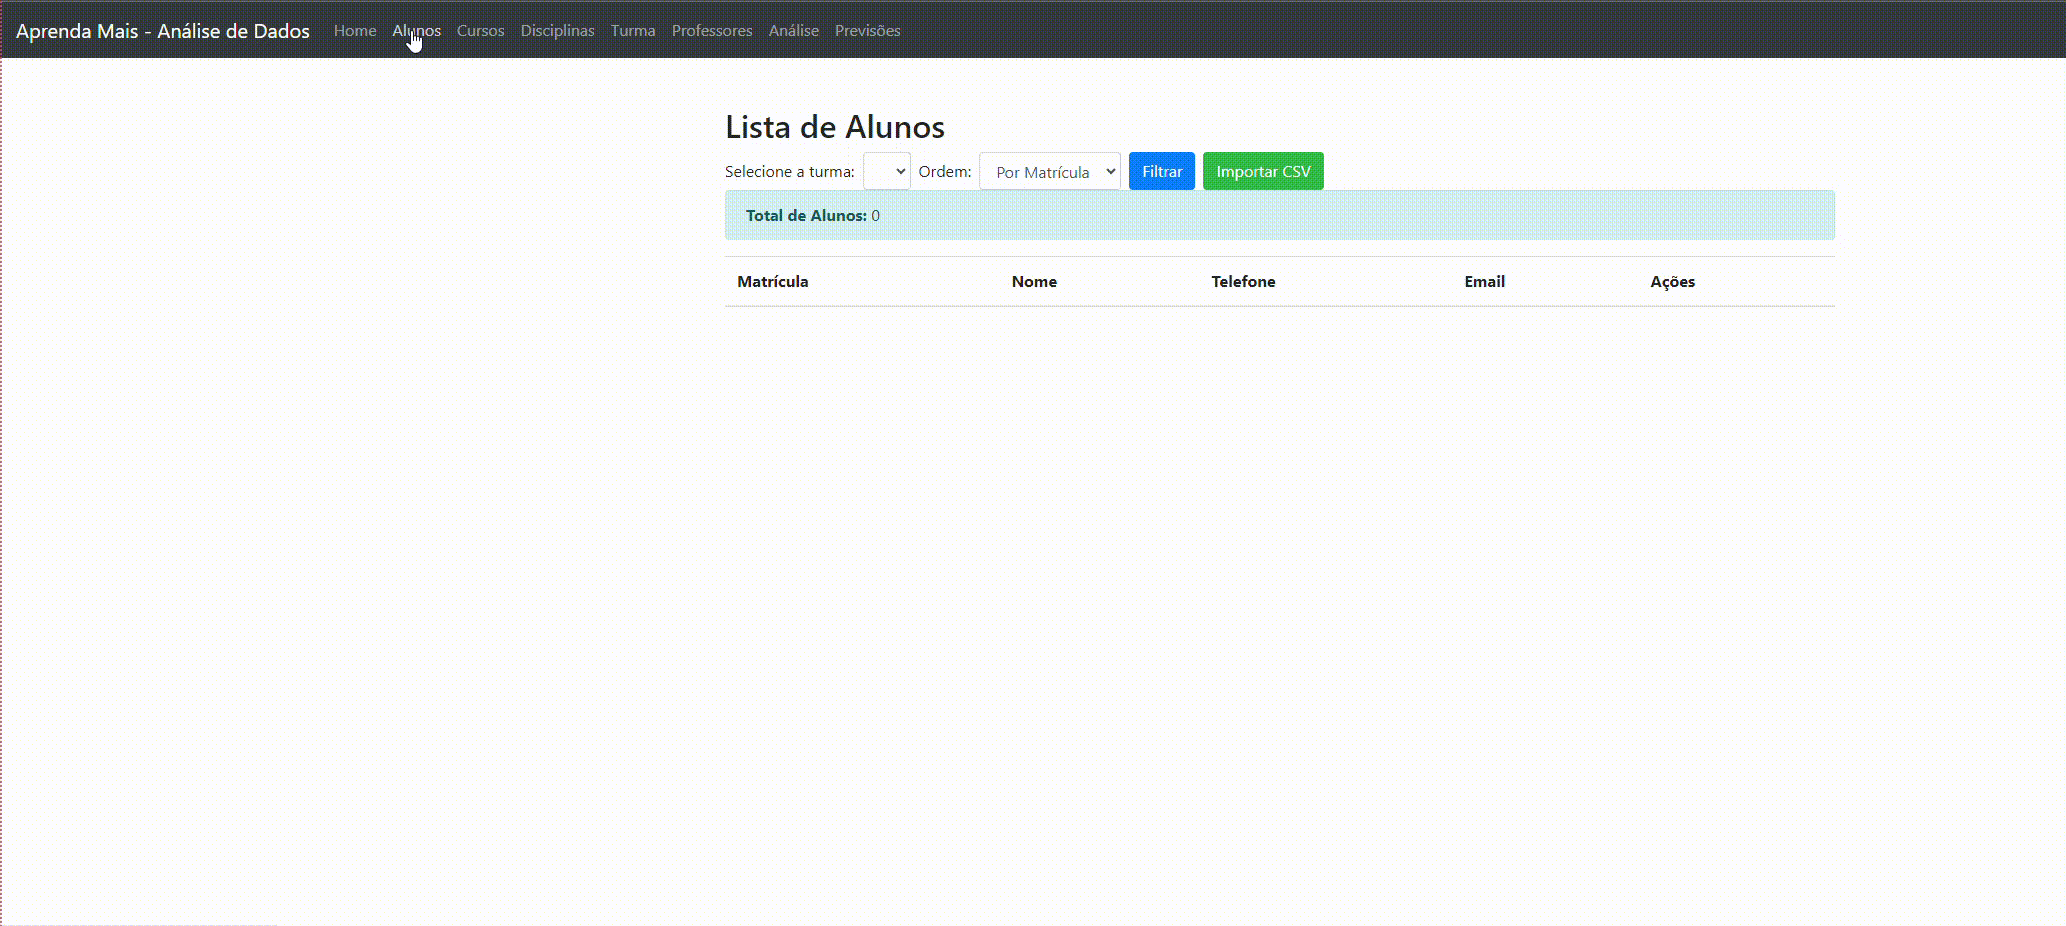 Aprenda Mais - Análise de Dados Home Alunos Cursos Disciplinas Turma Professores Análise Previsões
Lista de Alunos
Selecione a turma: Ordem: Por Matrícula Filtrar Importar CSV
Total de Alunos: 0
Matrícula Nome Telefone Email Ações